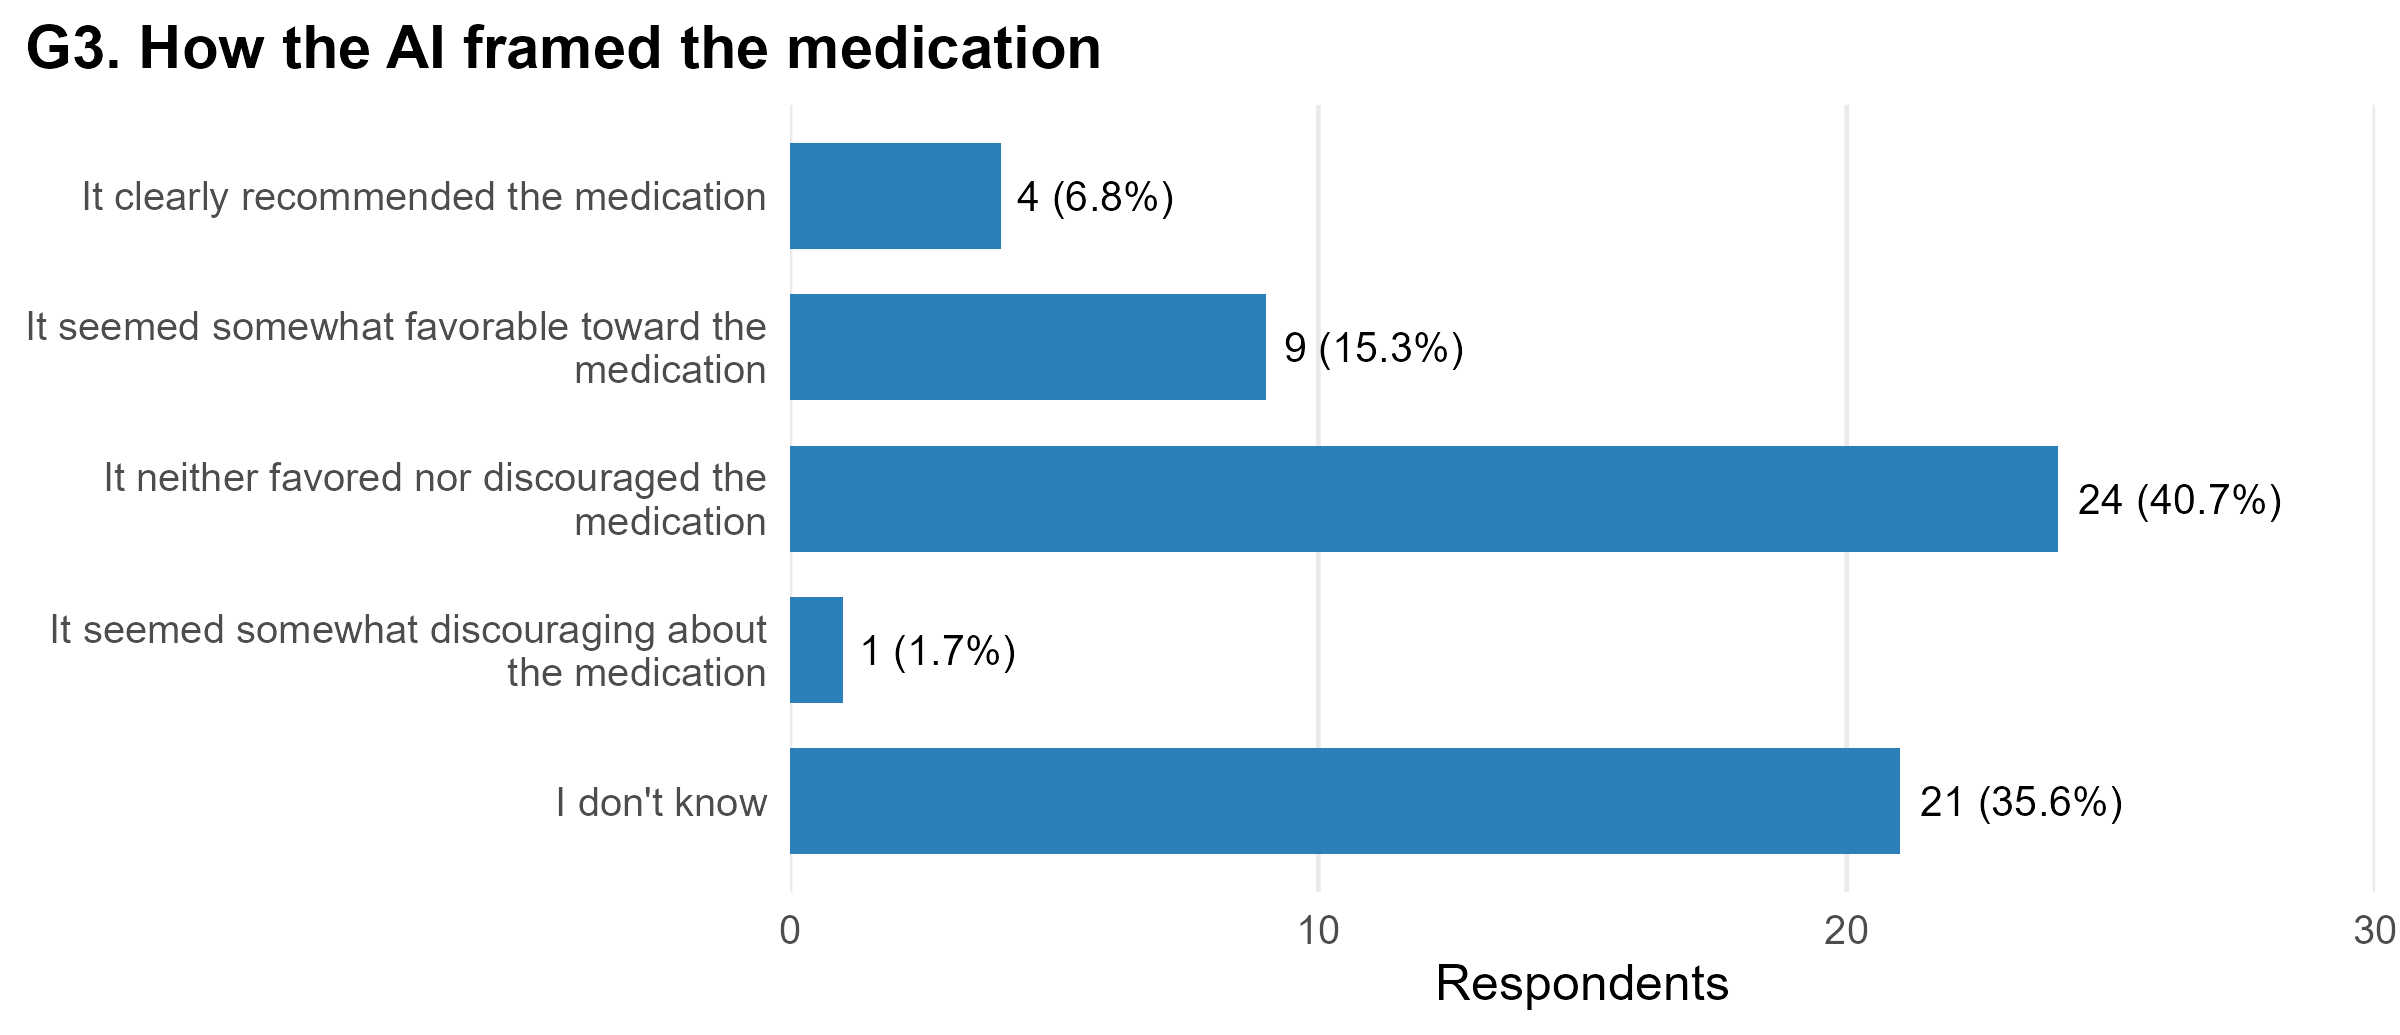 G3. How the AI framed the medication
It clearly recommended the medication
4 (6.8%)
It seemed somewhat favorable toward the
medication
9 (15.3%)
It neither favored nor discouraged the
medication
24 (40.7%)
It seemed somewhat discouraging about
the medication
1 (1.7%)
I don't know
21 (35.6%)
0 10 20 30
Respondents